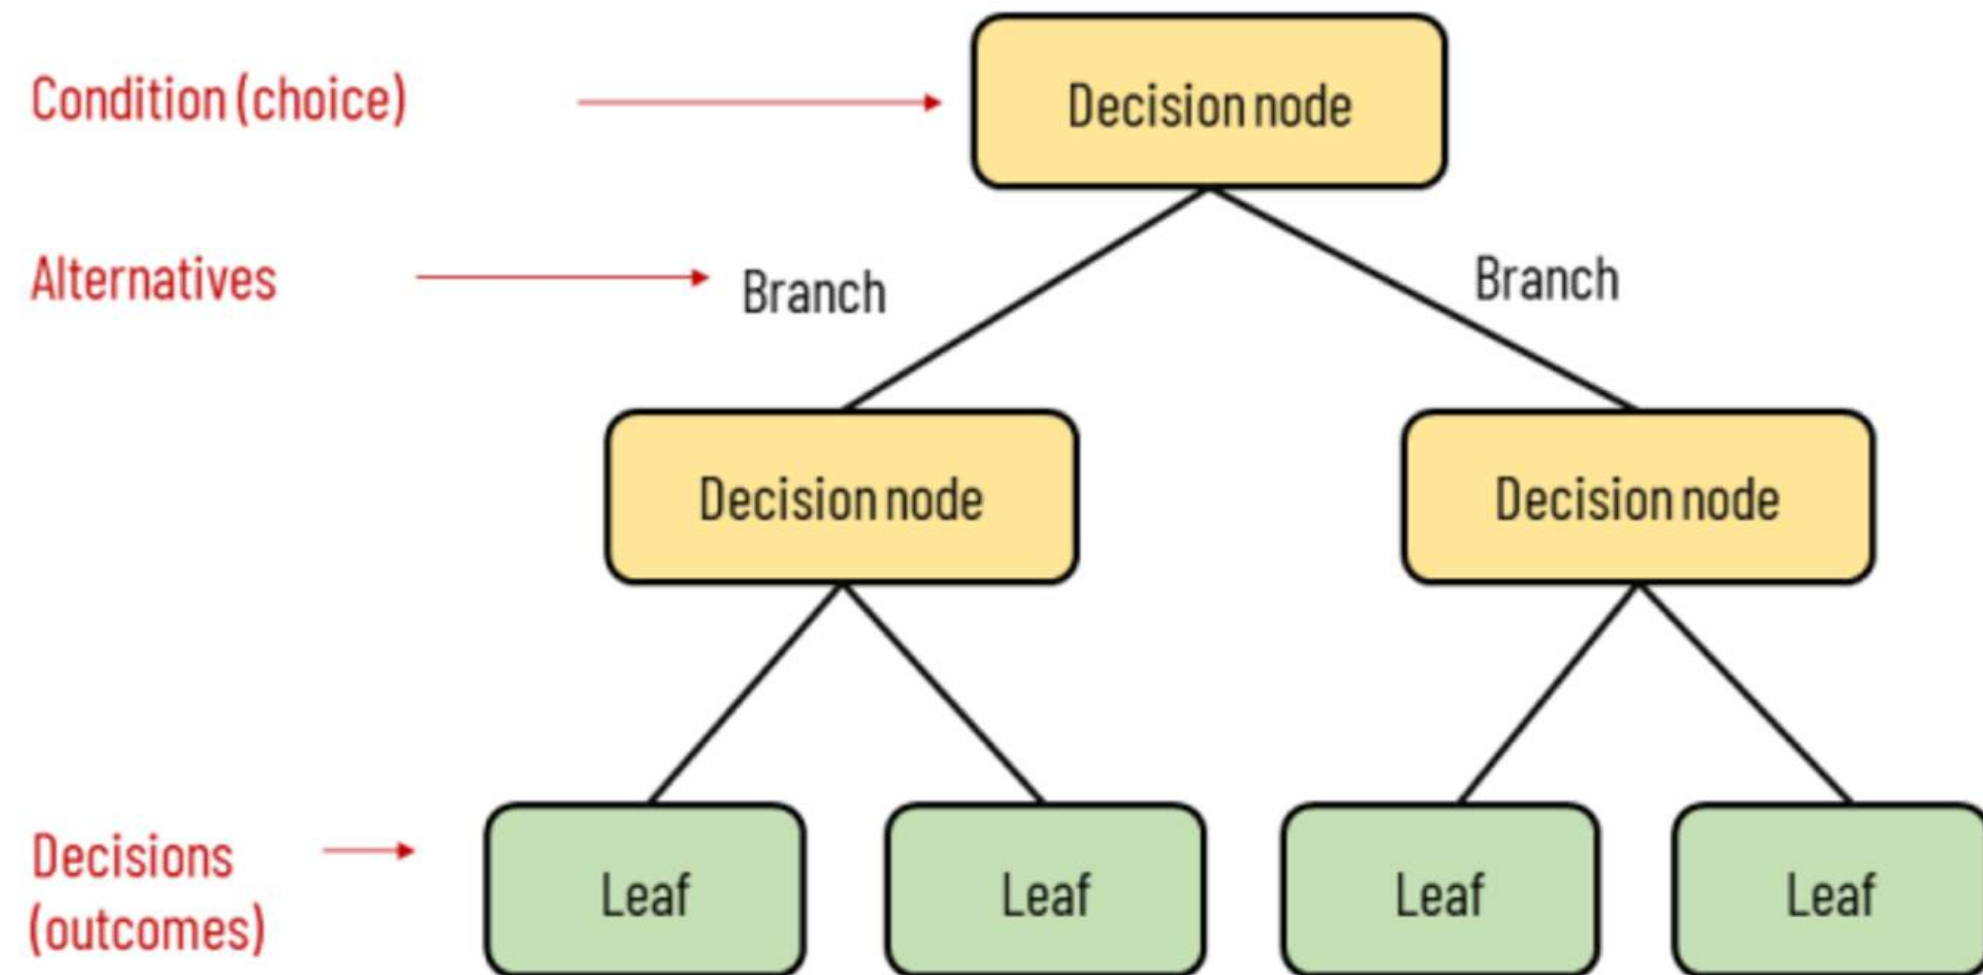 Condition (choice)
Decision node
Alternatives
Branch
Branch
Decision node
Decision node
Decisions
(outcomes)
Leaf
Leaf
Leaf
Leaf